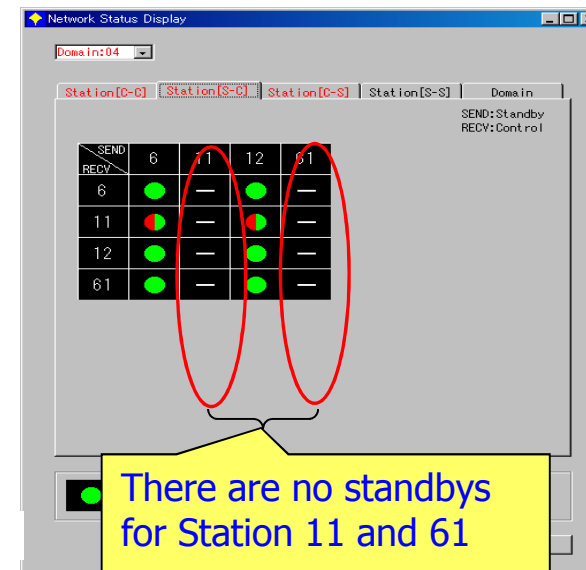 Network Status Display
Domain:04
Station[C-C] Station[S-C] Station[C-S] Station[S-S] Domain
SEND:Standby
RECV:Control
SEND 6 11 12 61
RECV
6 — —
11 — —
12 — —
61 — —
There are no standbys
for Station 11 and 61